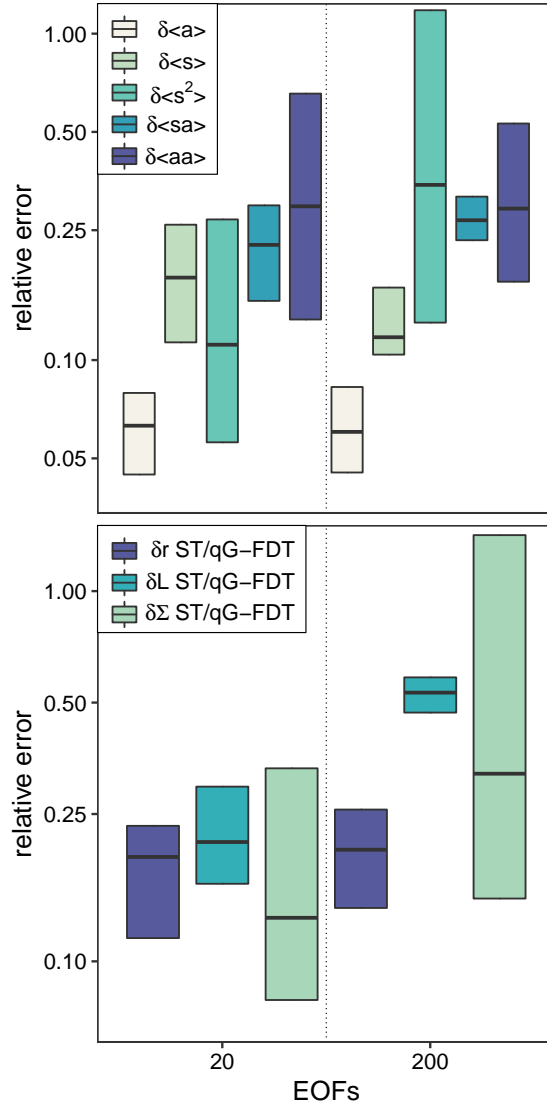 δ<a>
δ<s>
δ<s²>
δ<sa>
δ<aa>
1.00
0.50
0.25
0.10
0.05
relative error
δr ST/qG−FDT
δL ST/qG−FDT
δΣ ST/qG−FDT
1.00
0.50
0.25
0.10
relative error
20 200
EOFs